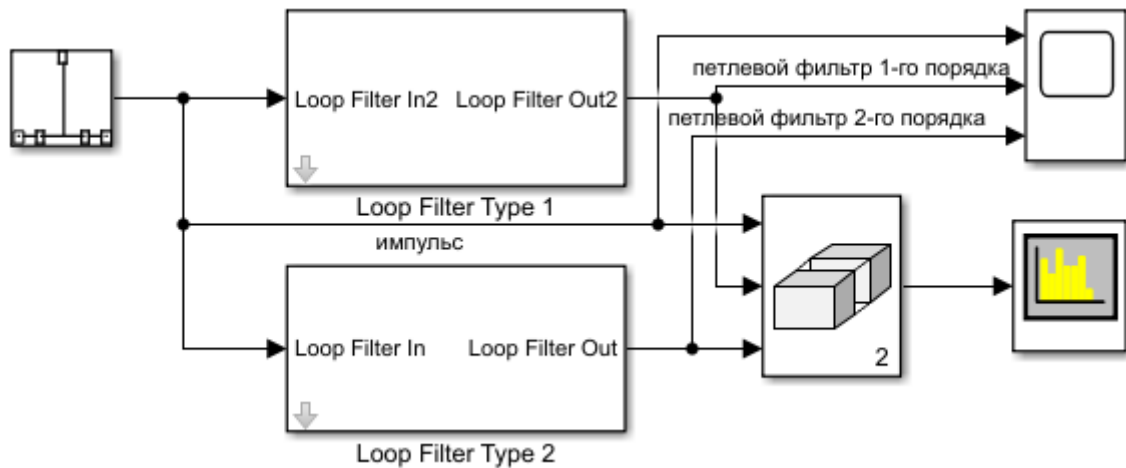 петлевой фильтр 1-го порядка
Loop Filter In2
Loop Filter Out2
петлевой фильтр 2-го порядка
Loop Filter Type 1
импульс
Loop Filter In
Loop Filter Out
2
Loop Filter Type 2